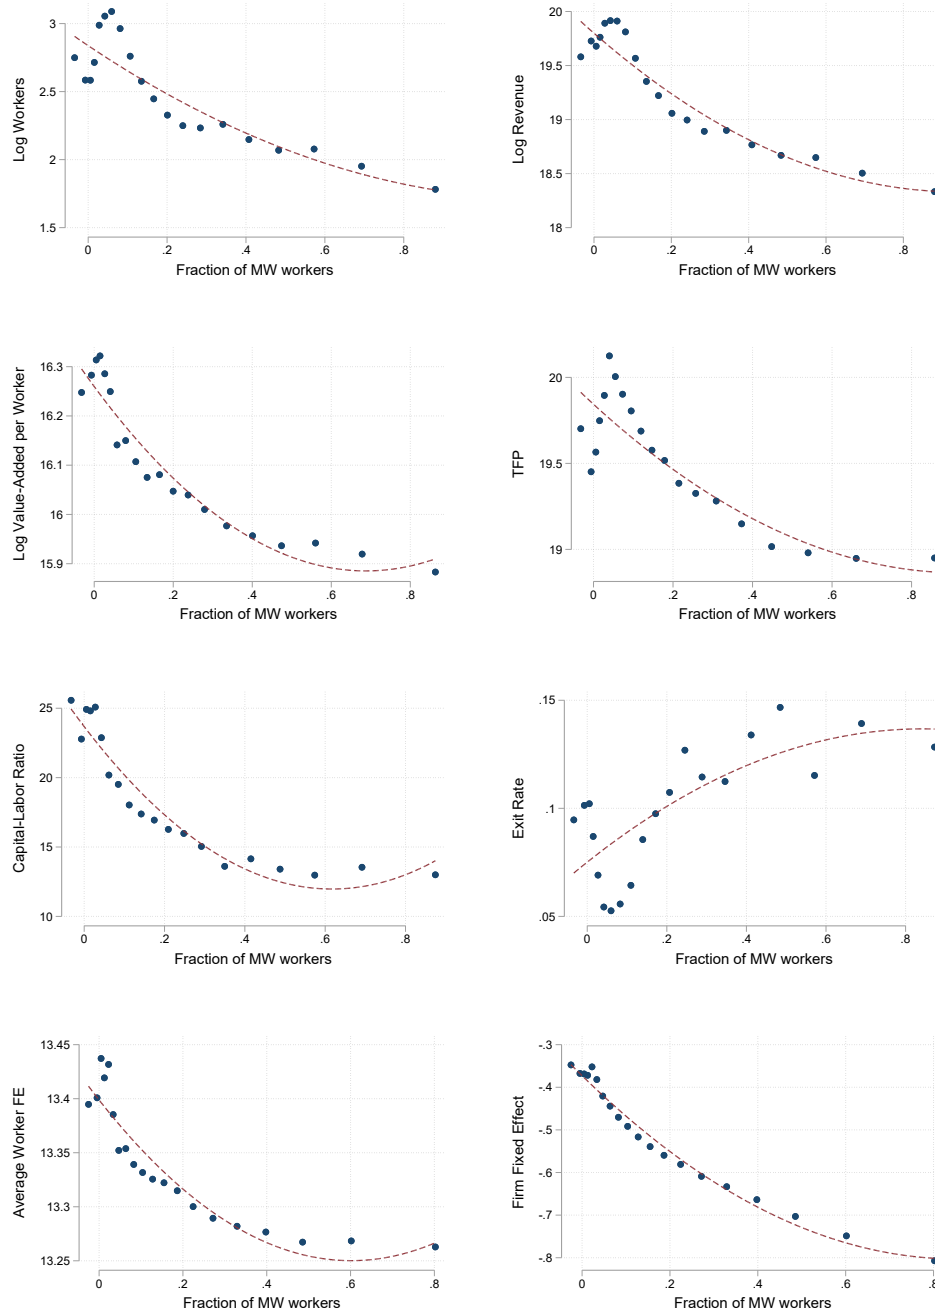 3
2.5
2
1.5
Log Workers
0 .2 .4 .6 .8
Fraction of MW workers
20
19.5
19
18.5
18
Log Revenue
0 .2 .4 .6 .8
Fraction of MW workers
16.3
16.2
16.1
16
15.9
Log Value-Added per Worker
0 .2 .4 .6 .8
Fraction of MW workers
20
19.5
19
TFP
0 .2 .4 .6 .8
Fraction of MW workers
25
20
15
10
Capital-Labor Ratio
0 .2 .4 .6 .8
Fraction of MW workers
.15
.1
.05
Exit Rate
0 .2 .4 .6 .8
Fraction of MW workers
13.45
13.4
13.35
13.3
13.25
Average Worker FE
0 .2 .4 .6 .8
Fraction of MW workers
-.3
-.4
-.5
-.6
-.7
-.8
Firm Fixed Effect
0 .2 .4 .6 .8
Fraction of MW workers